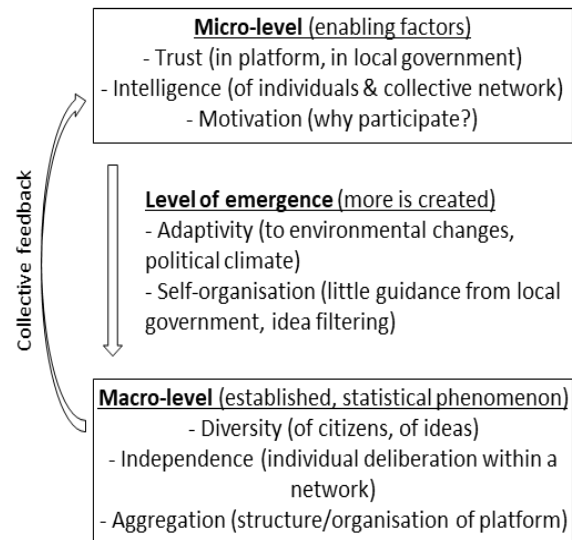 Micro-level (enabling factors)
- Trust (in platform, in local government)
- Intelligence (of individuals & collective network)
- Motivation (why participate?)
Collective feedback
Level of emergence (more is created)
- Adaptivity (to environmental changes,
political climate)
- Self-organisation (little guidance from local
government, idea filtering)
Macro-level (established, statistical phenomenon)
- Diversity (of citizens, of ideas)
- Independence (individual deliberation within a
network)
- Aggregation (structure/organisation of platform)